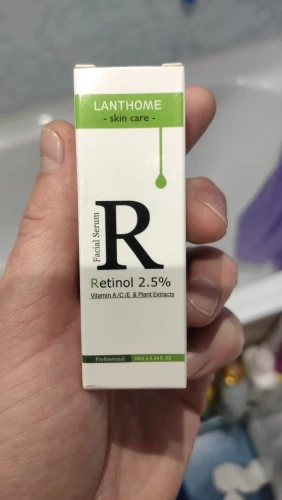 LANTHOME
- skin care -
Facial Serum
R
Retinol 2.5%
Vitamin A /C /E & Plant Extracts
Professional